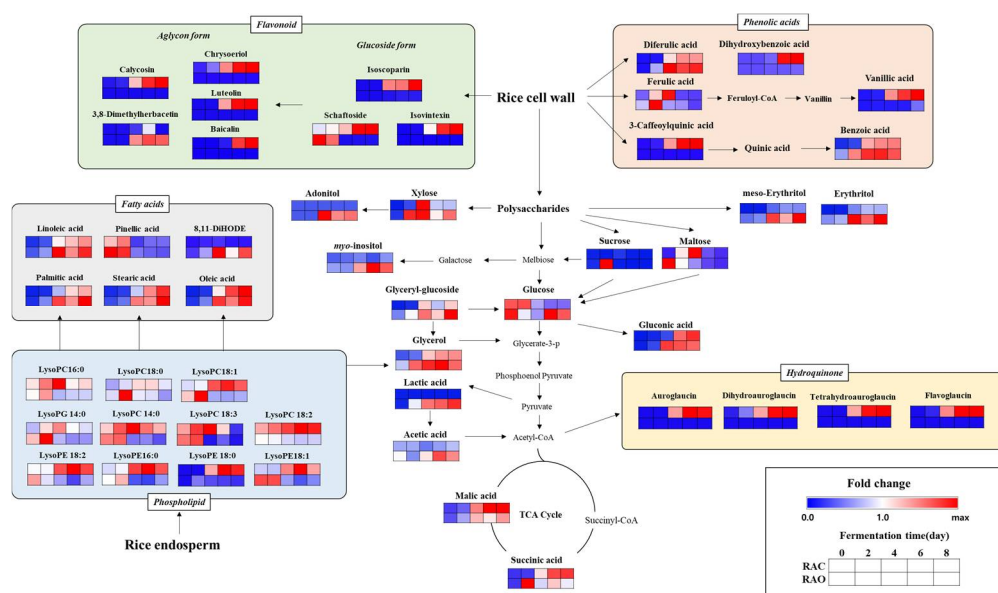 Flavonoid
Aglycon form
Glucoside form
Chrysoeriol
Calycosin
Isoscoparin
Luteolin
3,8-Dimethylherbacetin
Schaftoside
Isovintexin
Baicalin
Rice cell wall
Phenolic acids
Diferulic acid
Dihydroxybenzoic acid
Ferulic acid
Vanillic acid
Feruloyl-CoA
Vanillin
3-Caffeoylquinic acid
Benzoic acid
Quinic acid
Adonitol
Xylose
Polysaccharides
meso-Erythritol
Erythritol
myo-inositol
Galactose
Melbiose
Sucrose
Maltose
Glyceryl-glucoside
Glucose
Gluconic acid
Glycerol
Glycerate-3-p
Phosphoenol Pyruvate
Lactic acid
Pyruvate
Acetic acid
Acetyl-CoA
Malic acid
TCA Cycle
Succinyl-CoA
Succinic acid
Fatty acids
Linoleic acid
Pinellic acid
8,11-DiHODE
Palmitic acid
Stearic acid
Oleic acid
LysoPC16:0
LysoPC18:0
LysoPC18:1
LysoPG 14:0
LysoPC 14:0
LysoPC 18:3
LysoPC 18:2
LysoPE 18:2
LysoPE16:0
LysoPE 18:0
LysoPE18:1
Phospholipid
Rice endosperm
Hydroquinone
Auroglaucin
Dihydroauroglaucin
Tetrahydroauroglaucin
Flavoglaucin
Fold change
0.0 1.0 max
Fermentation time(day)
0 2 4 6 8
RAC
RAO